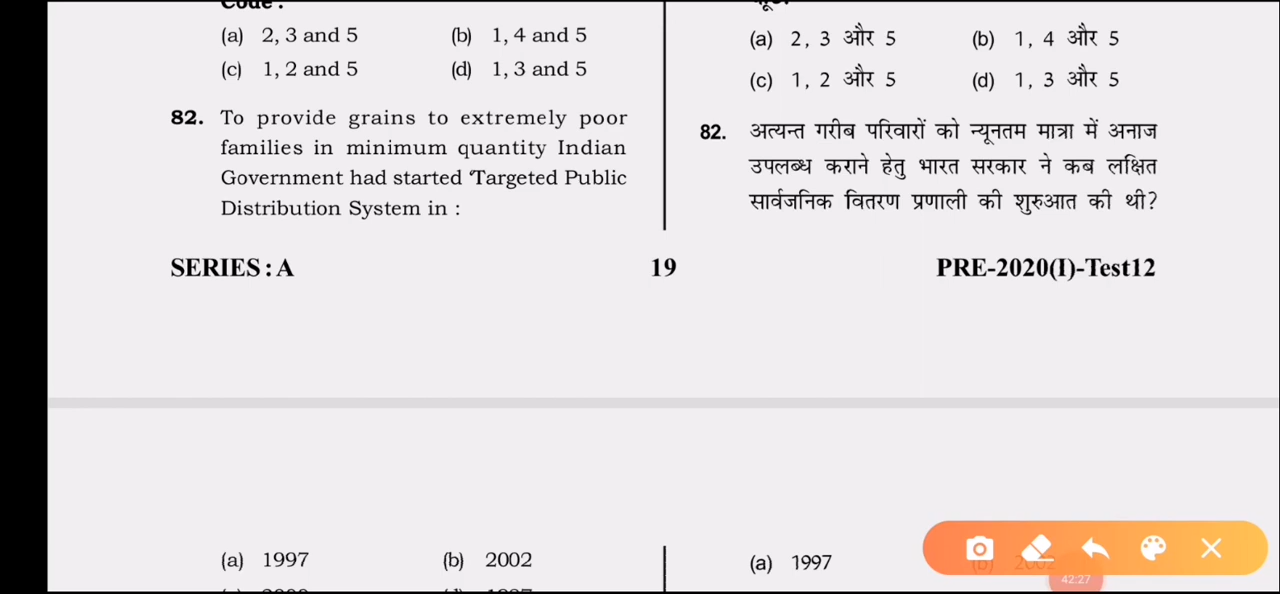 Code :
(a) 2, 3 and 5 (b) 1, 4 and 5
(c) 1, 2 and 5 (d) 1, 3 and 5
82. To provide grains to extremely poor
families in minimum quantity Indian
Government had started 'Targeted Public
Distribution System in :
(a) 2, 3 और 5 (b) 1, 4 और 5
(c) 1, 2 और 5 (d) 1, 3 और 5
82. अत्यन्त गरीब परिवारों को न्यूनतम मात्रा में अनाज
उपलब्ध कराने हेतु भारत सरकार ने कब लक्षित
सार्वजनिक वितरण प्रणाली की शुरुआत की थी?
SERIES : A 19 PRE-2020(I)-Test12
(a) 1997 (b) 2002
(a) 1997 (b) 2002
42:27